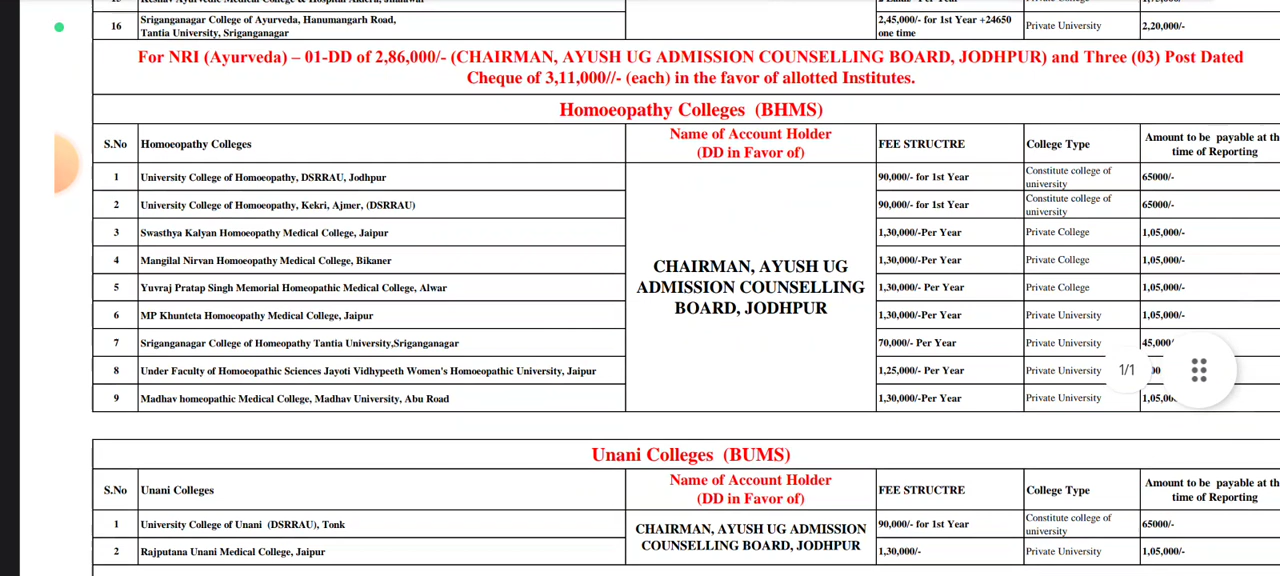 16 Sriganganagar College of Ayurveda, Hanumangarh Road, Tantia University, Sriganganagar 2,45,000/- for 1st Year +24650 one time Private University 2,20,000/-
For NRI (Ayurveda) – 01-DD of 2,86,000/- (CHAIRMAN, AYUSH UG ADMISSION COUNSELLING BOARD, JODHPUR) and Three (03) Post Dated
Cheque of 3,11,000//- (each) in the favor of allotted Institutes.
Homoeopathy Colleges (BHMS)
S.No Homoeopathy Colleges Name of Account Holder (DD in Favor of) FEE STRUCTRE College Type Amount to be payable at th time of Reporting
1 University College of Homoeopathy, DSRRAU, Jodhpur 90,000/- for 1st Year Constitute college of university 65000/-
2 University College of Homoeopathy, Kekri, Ajmer, (DSRRAU) 90,000/- for 1st Year Constitute college of university 65000/-
3 Swasthya Kalyan Homoeopathy Medical College, Jaipur 1,30,000/-Per Year Private College 1,05,000/-
4 Mangilal Nirvan Homoeopathy Medical College, Bikaner 1,30,000/-Per Year Private College 1,05,000/-
CHAIRMAN, AYUSH UG
ADMISSION COUNSELLING
BOARD, JODHPUR
5 Yuvraj Pratap Singh Memorial Homeopathic Medical College, Alwar 1,30,000/- Per Year Private College 1,05,000/-
6 MP Khunteta Homoeopathy Medical College, Jaipur 1,30,000/-Per Year Private University 1,05,000/-
7 Sriganganagar College of Homeopathy Tantia University,Sriganganagar 70,000/- Per Year Private University 45,000/
8 Under Faculty of Homoeopathic Sciences Jayoti Vidhypeeth Women's Homoeopathic University, Jaipur 1,25,000/- Per Year Private University 1/1
9 Madhav homeopathic Medical College, Madhav University, Abu Road 1,30,000/-Per Year Private University
Unani Colleges (BUMS)
S.No Unani Colleges Name of Account Holder (DD in Favor of) FEE STRUCTRE College Type Amount to be payable at th time of Reporting
1 University College of Unani (DSRRAU), Tonk CHAIRMAN, AYUSH UG ADMISSION COUNSELLING BOARD, JODHPUR 90,000/- for 1st Year Constitute college of university 65000/-
2 Rajputana Unani Medical College, Jaipur 1,30,000/- Private University 1,05,000/-